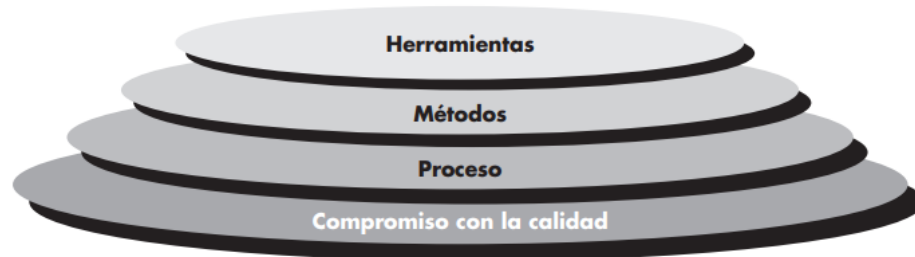 Herramientas
Métodos
Proceso
Compromiso con la calidad